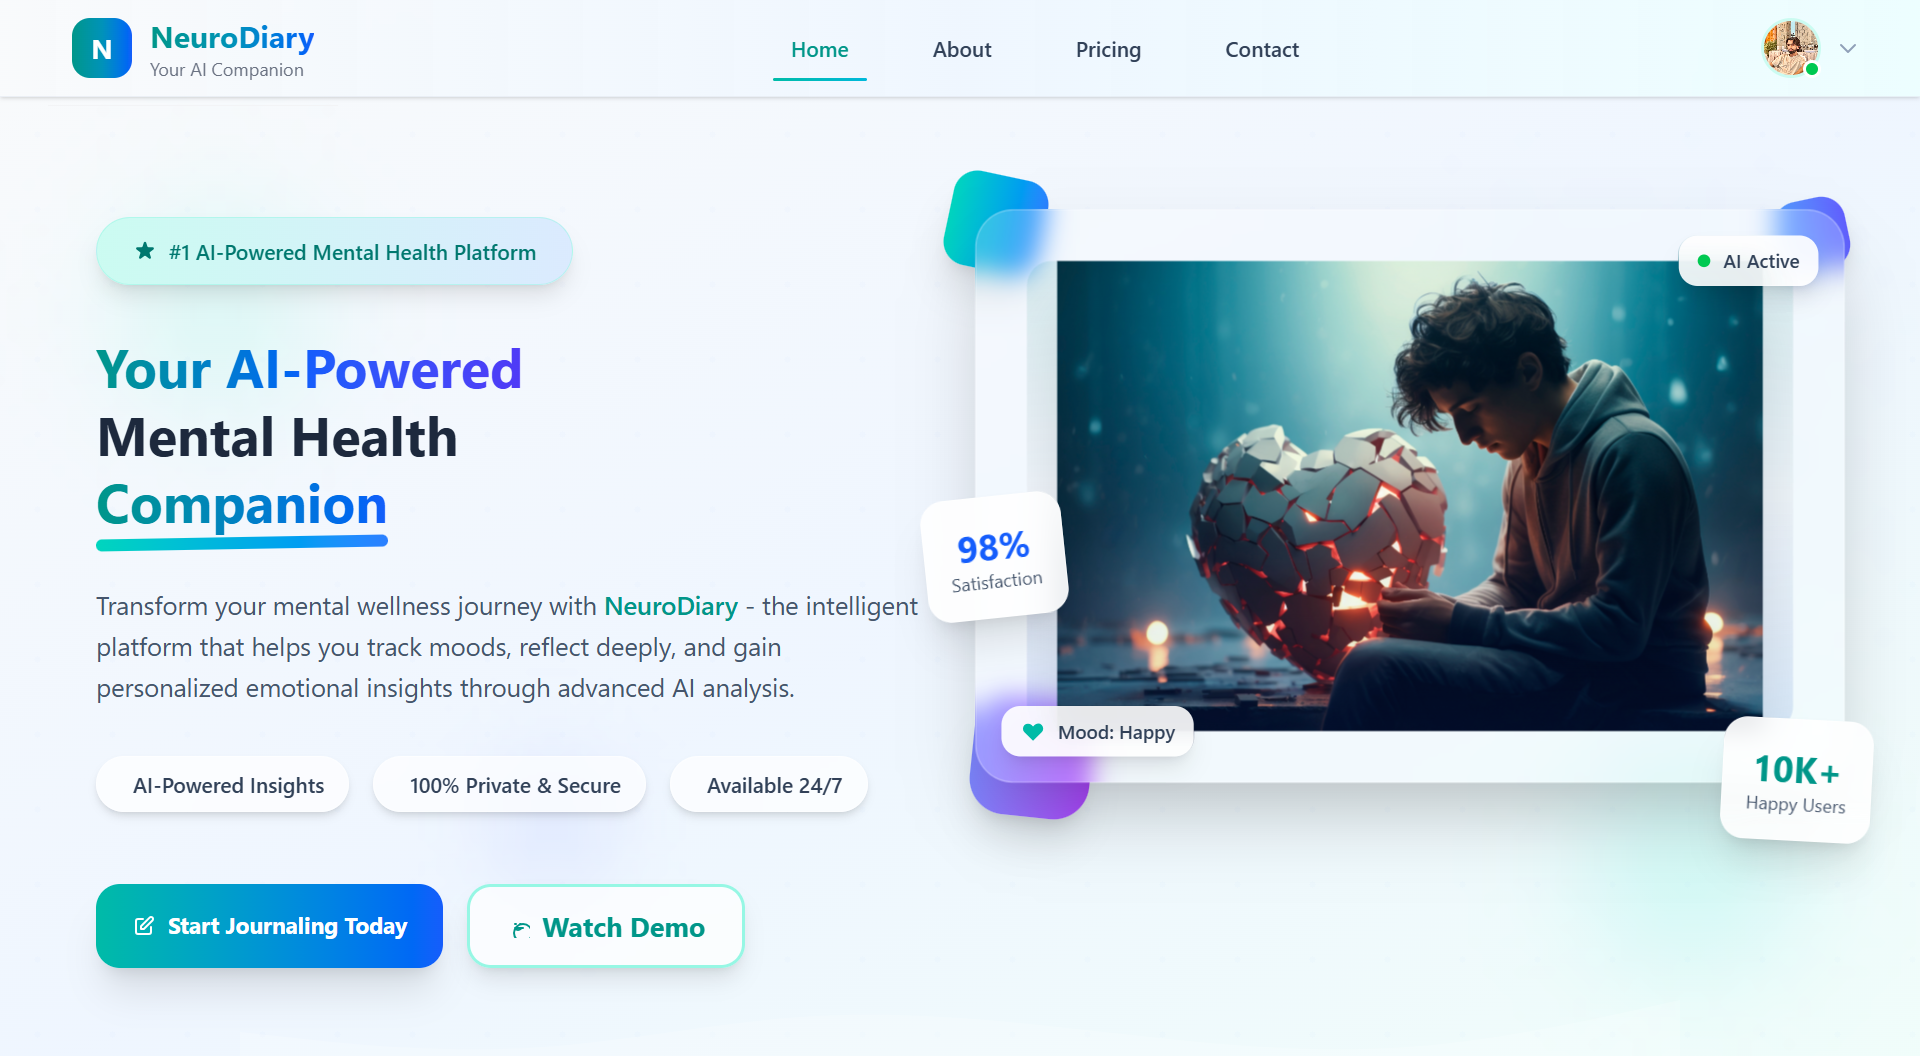 N
NeuroDiary
Your AI Companion
Home
About
Pricing
Contact
#1 AI-Powered Mental Health Platform
Your AI-Powered
Mental Health
Companion
Transform your mental wellness journey with NeuroDiary - the intelligent
platform that helps you track moods, reflect deeply, and gain
personalized emotional insights through advanced AI analysis.
AI-Powered Insights
100% Private & Secure
Available 24/7
Start Journaling Today
Watch Demo
AI Active
98%
Satisfaction
Mood: Happy
10K+
Happy Users